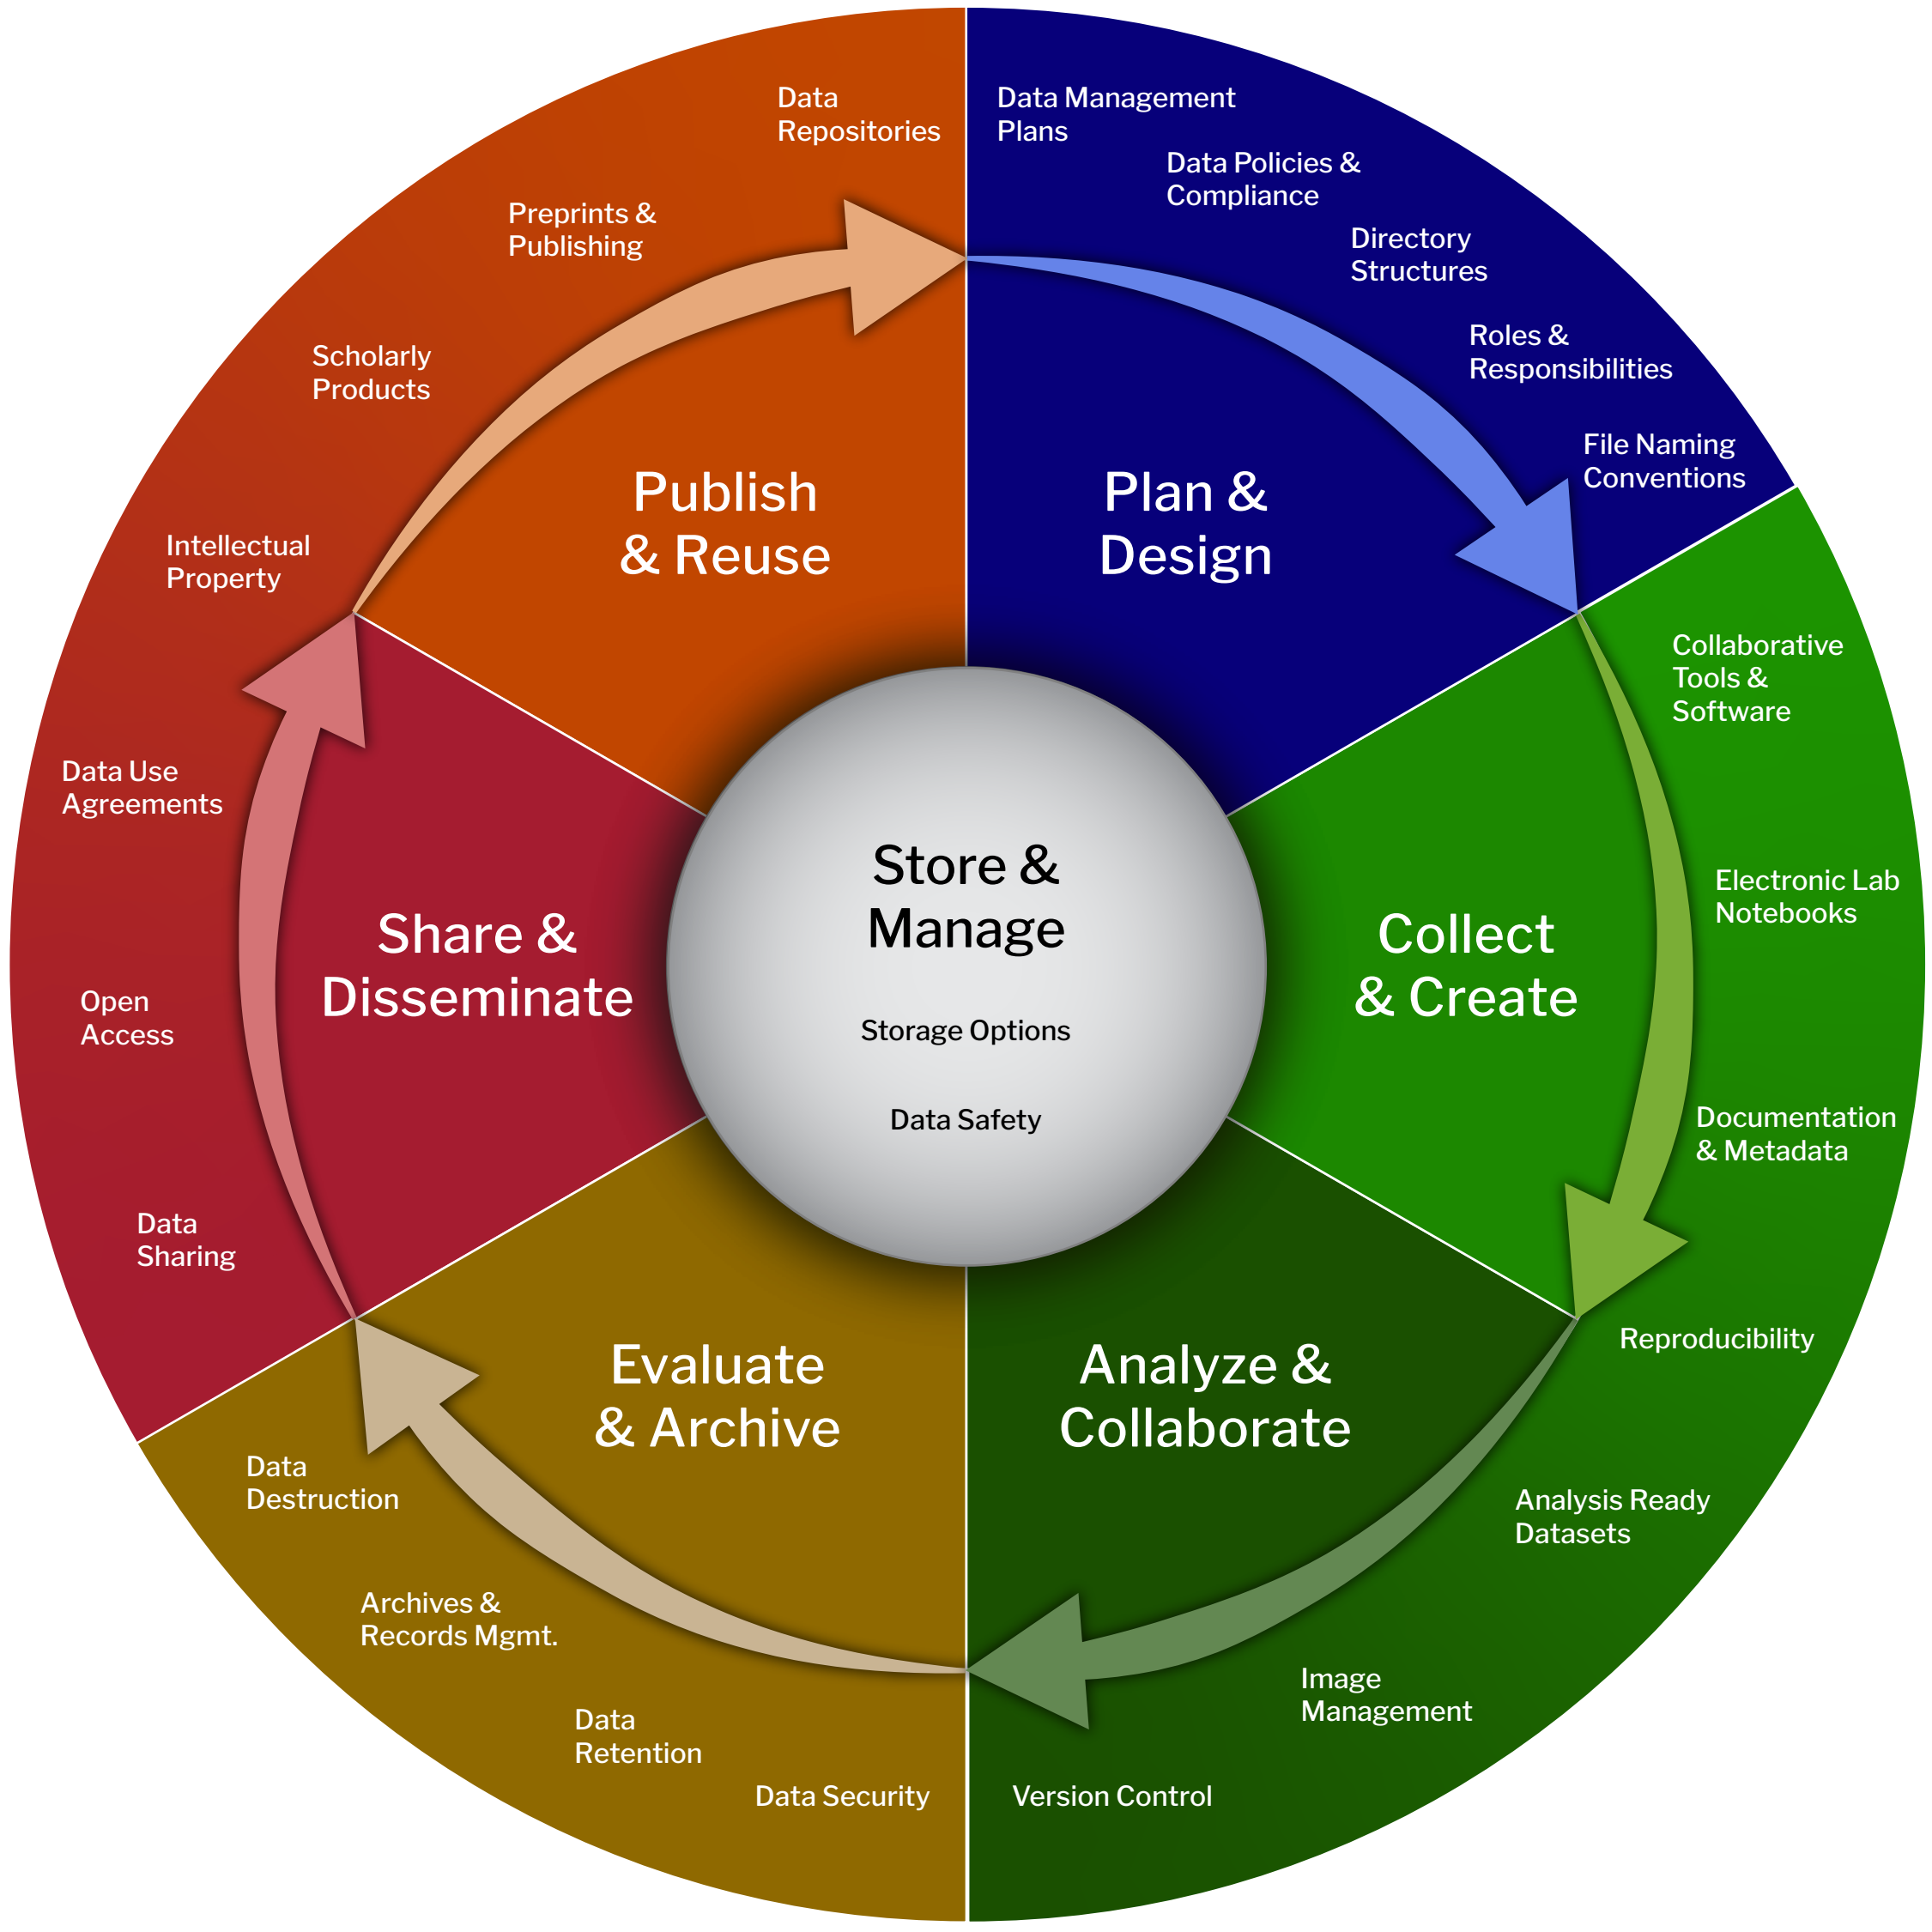 Data
Repositories
Data Management
Plans
Data Policies &
Compliance
Directory
Structures
Roles &
Responsibilities
File Naming
Conventions
Plan &
Design
Collaborative
Tools &
Software
Electronic Lab
Notebooks
Documentation
& Metadata
Collect
& Create
Reproducibility
Analysis Ready
Datasets
Image
Management
Version Control
Analyze &
Collaborate
Data Security
Data
Retention
Archives &
Records Mgmt.
Data
Destruction
Evaluate
& Archive
Data
Sharing
Open
Access
Data Use
Agreements
Share &
Disseminate
Intellectual
Property
Scholarly
Products
Preprints &
Publishing
Publish
& Reuse
Store &
Manage
Storage Options
Data Safety